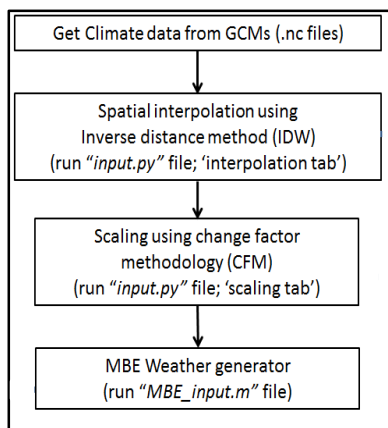 Get Climate data from GCMs (.nc files)
Spatial interpolation using
Inverse distance method (IDW)
(run “input.py” file; ‘interpolation tab’)
Scaling using change factor
methodology (CFM)
(run “input.py” file; ‘scaling tab’)
MBE Weather generator
(run “MBE_input.m” file)